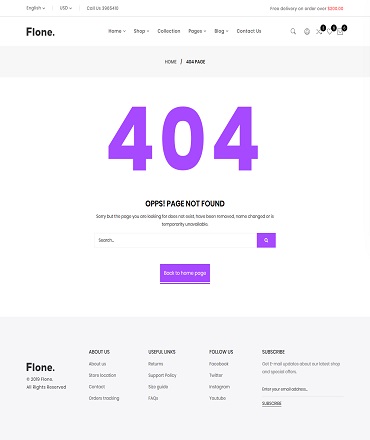 English USD Call Us 3965410
Free delivery on order over $200.00
Flone.
Home Shop Collection Pages Blog Contact Us
HOME / 404 PAGE
404
OPPS! PAGE NOT FOUND
Sorry but the page you are looking for does not exist, have been removed, name changed or is
temporarity unavailable.
Search...
Back to home page
Flone.
© 2019 Flone.
All Rights Reserved
ABOUT US
About us
Store location
Contact
Orders tracking
USEFUL LINKS
Returns
Support Policy
Size guide
FAQs
FOLLOW US
Facebook
Twitter
Instagram
Youtube
SUBSCRIBE
Get E-mail updates about our latest shop
and special offers.
Enter your email address...
SUBSCRIBE